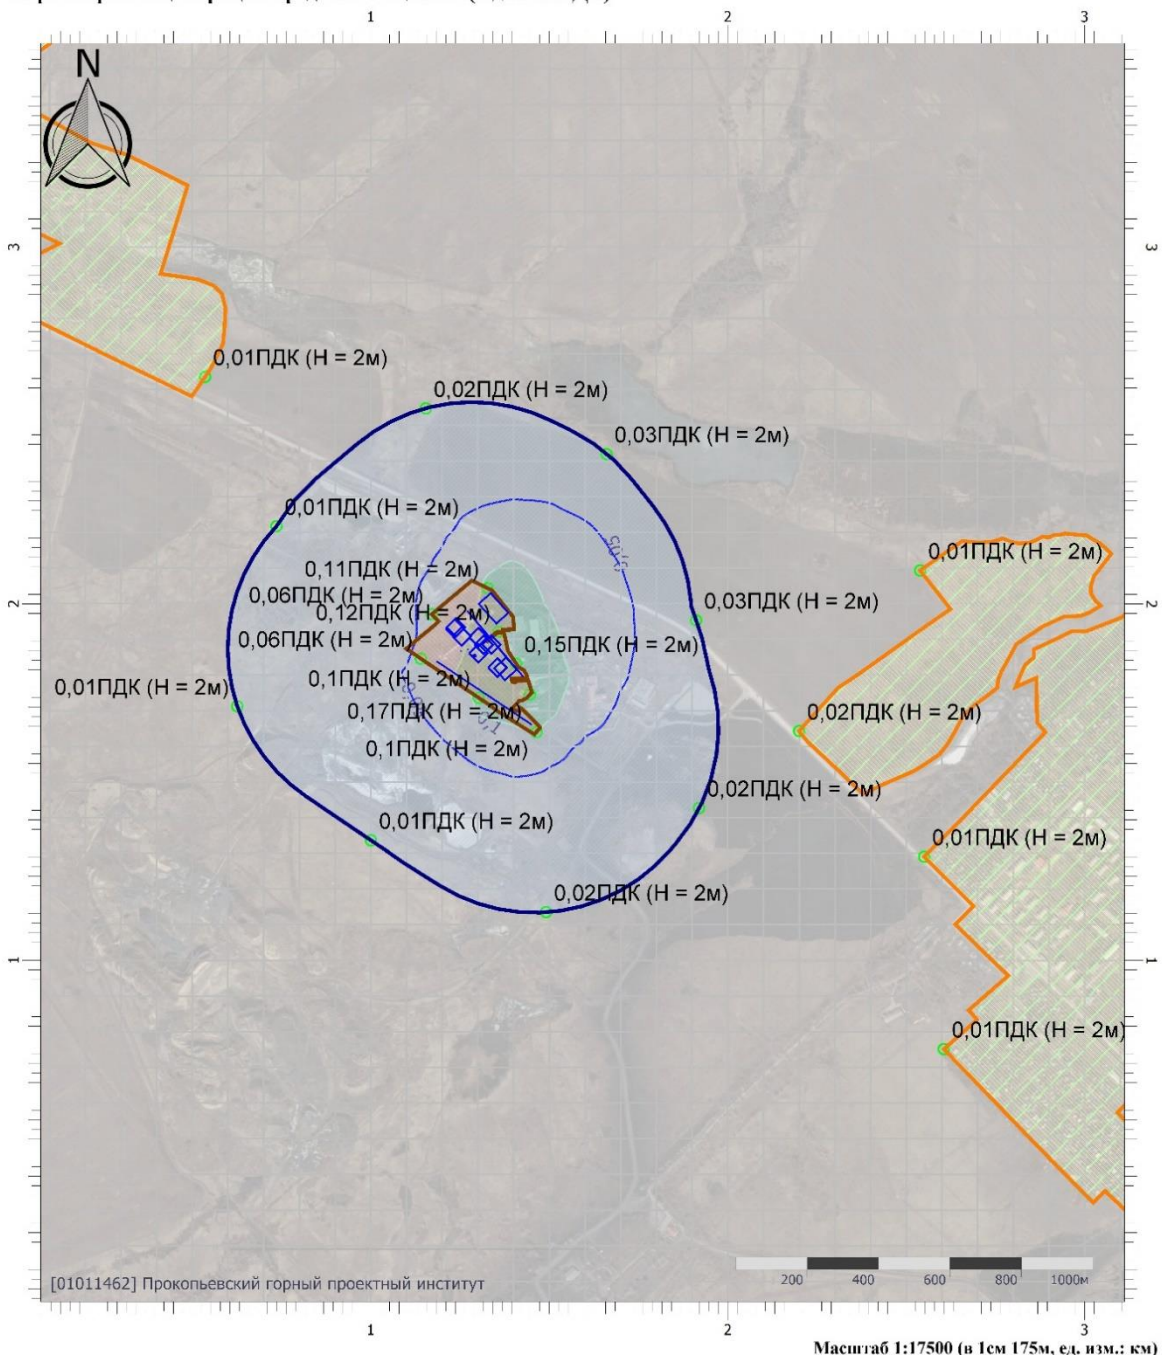 1 2 3
N
3 3
0,01ПДК (Н = 2м)
0,02ПДК (Н = 2м)
0,03ПДК (Н = 2м)
0,01ПДК (Н = 2м)
0,05
0,01ПДК (Н = 2м)
0,11ПДК (Н = 2м)
0,06ПДК (Н = 2м)
2 2
0,03ПДК (Н = 2м)
0,12ПДК (Н = 2м)
0,06ПДК (Н = 2м)
0,15ПДК (Н = 2м)
0,1ПДК (Н = 2м)
0,01ПДК (Н = 2м)
0,17ПДК (Н = 2м)
0,02ПДК (Н = 2м)
0,1
0,1ПДК (Н = 2м)
0,02ПДК (Н = 2м)
0,01ПДК (Н = 2м)
0,01ПДК (Н = 2м)
0,02ПДК (Н = 2м)
1 1
0,01ПДК (Н = 2м)
[01011462] Прокопьевский горный проектный институт
200 400 600 800 1000м
1 2 3
Масштаб 1:17500 (в 1см 175м, ед. изм.: км)